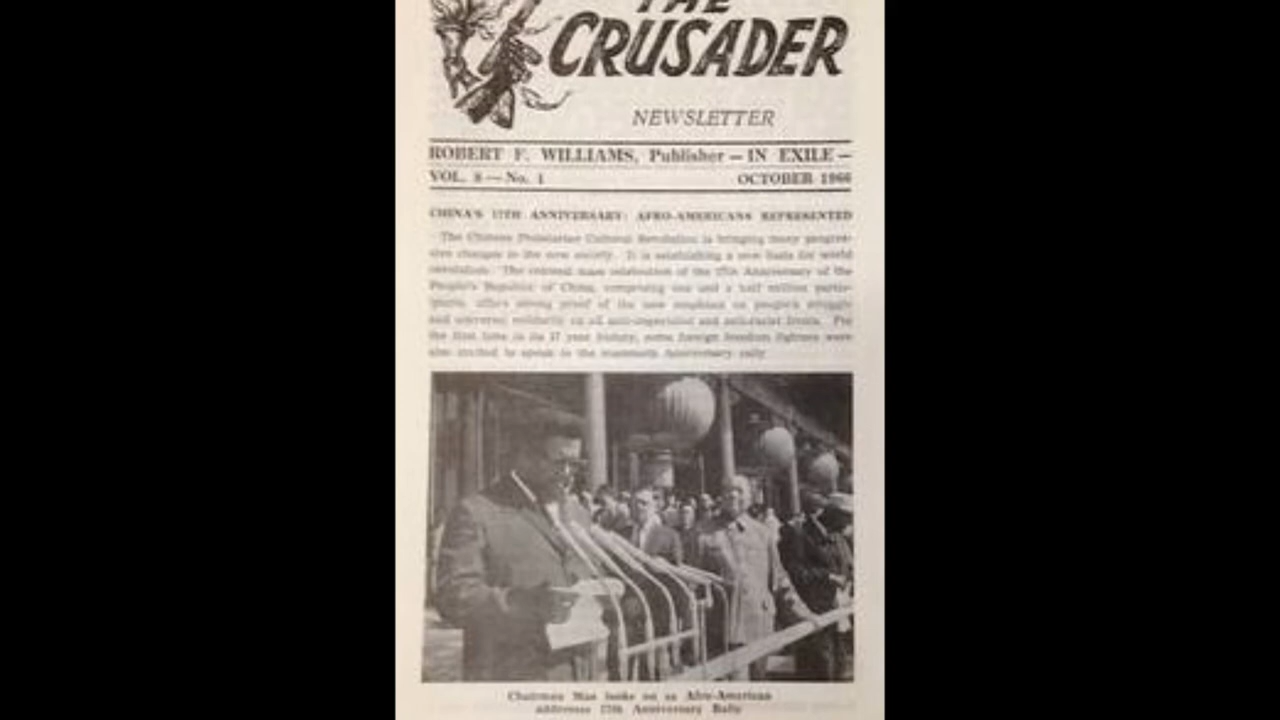 THE
CRUSADER
NEWSLETTER
ROBERT F. WILLIAMS, Publisher — IN EXILE —
VOL. 8 — No. 1 OCTOBER 1966
CHINA'S 17TH ANNIVERSARY: AFRO-AMERICANS REPRESENTED
The Chinese Proletarian Cultural Revolution is bringing many progres-
sive changes to the new society. It is establishing a new basis for world
revolution. The current mass celebration of the 17th Anniversary of the
People's Republic of China, comprising one and a half million partic-
ipants, offers strong proof of the new emphasis on people's struggle
and universal solidarity on all anti-imperialist and anti-racist fronts. For
the first time in its 17 year history, some foreign freedom fighters were
also invited to speak to the mammoth Anniversary rally
Chairman Mao looks on as Afro-American
addresses 17th Anniversary Rally